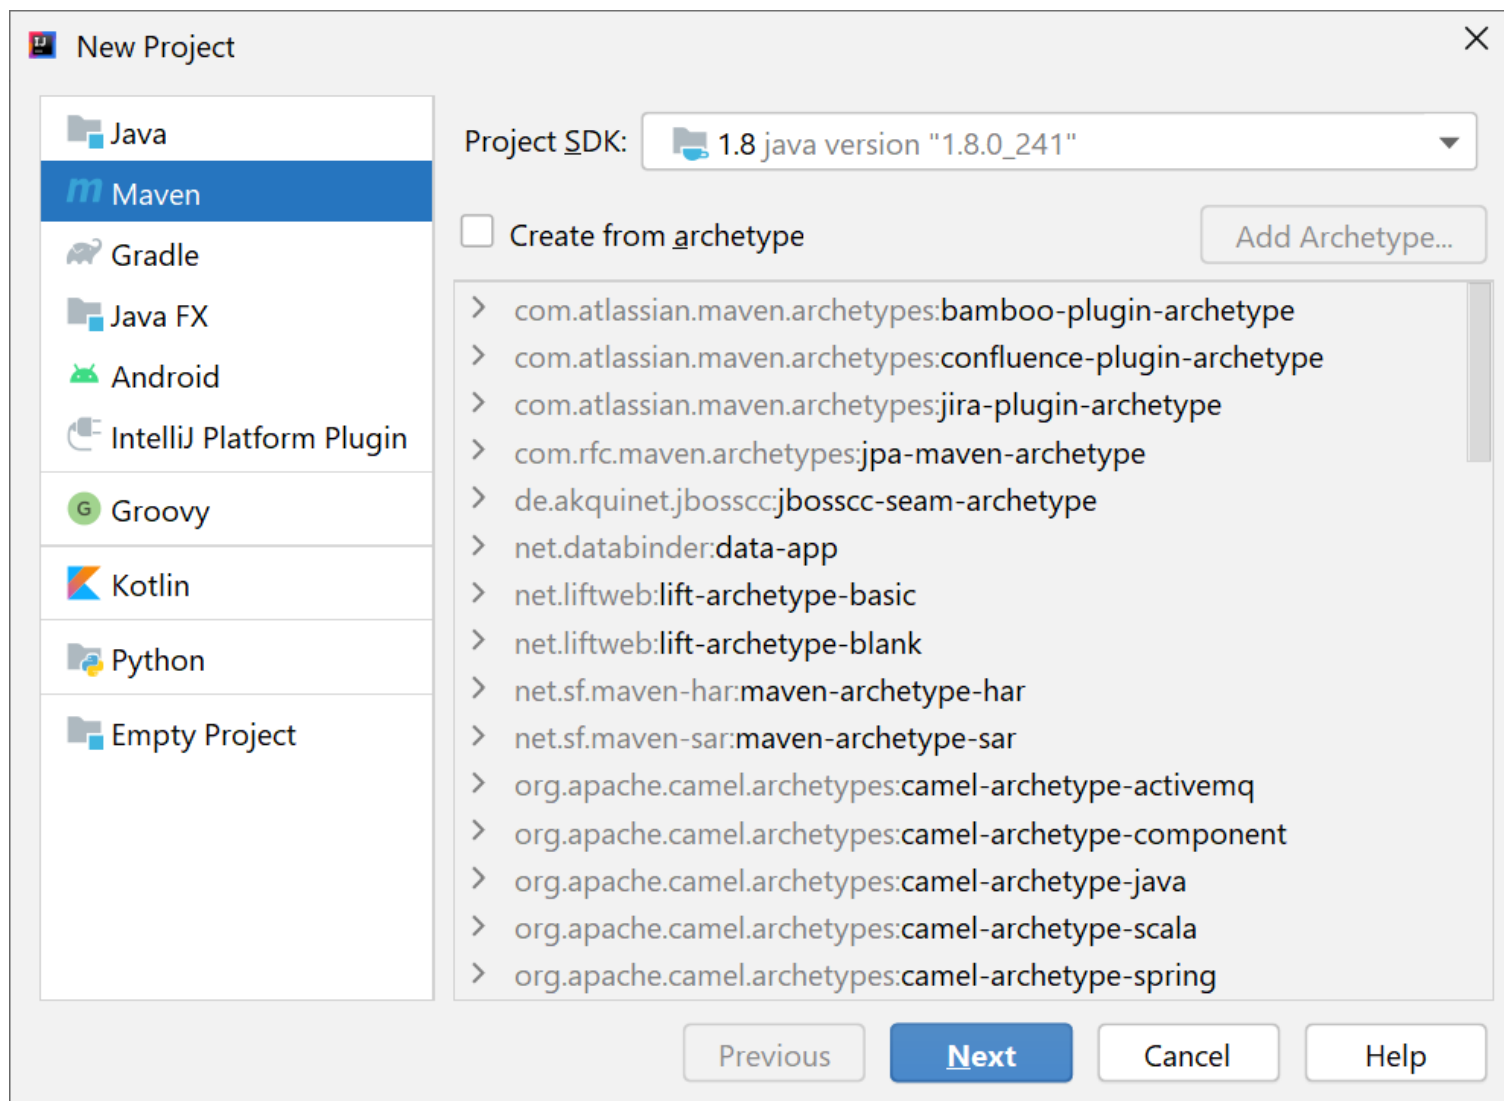 New Project
Java
Maven
Gradle
Java FX
Android
IntelliJ Platform Plugin
Groovy
Kotlin
Python
Empty Project
Project SDK: 1.8 java version "1.8.0_241"
Create from archetype
Add Archetype...
com.atlassian.maven.archetypes:bamboo-plugin-archetype
com.atlassian.maven.archetypes:confluence-plugin-archetype
com.atlassian.maven.archetypes:jira-plugin-archetype
com.rfc.maven.archetypes:jpa-maven-archetype
de.akquinet.jbosscc:jbosscc-seam-archetype
net.databinder:data-app
net.liftweb:lift-archetype-basic
net.liftweb:lift-archetype-blank
net.sf.maven-har:maven-archetype-har
net.sf.maven-sar:maven-archetype-sar
org.apache.camel.archetypes:camel-archetype-activemq
org.apache.camel.archetypes:camel-archetype-component
org.apache.camel.archetypes:camel-archetype-java
org.apache.camel.archetypes:camel-archetype-scala
org.apache.camel.archetypes:camel-archetype-spring
Previous
Next
Cancel
Help